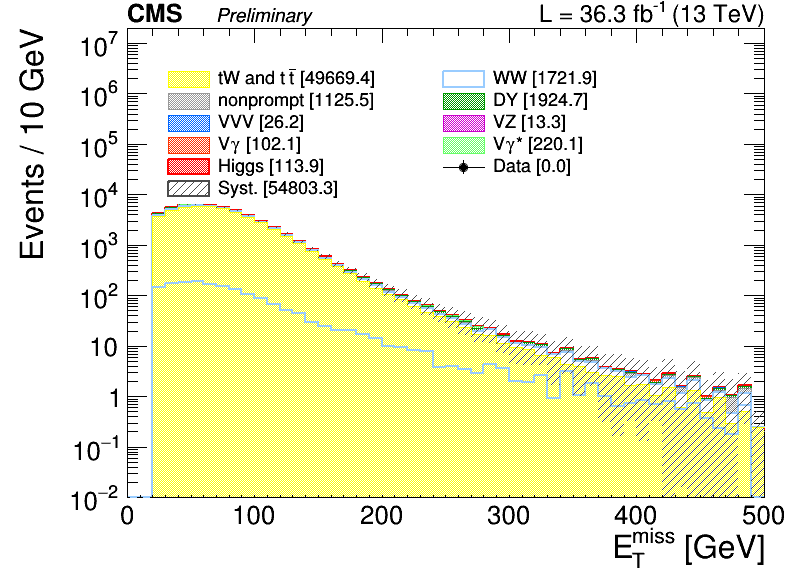 CMS Preliminary L = 36.3 fb⁻¹ (13 TeV)
Events / 10 GeV
10⁷
10⁶
10⁵
10⁴
10³
10²
10
1
10⁻¹
10⁻²
tW and t t̄ [49669.4]
nonprompt [1125.5]
VVV [26.2]
Vγ [102.1]
Higgs [113.9]
Syst. [54803.3]
WW [1721.9]
DY [1924.7]
VZ [13.3]
Vγ* [220.1]
Data [0.0]
0 100 200 300 400 500
E_T^miss [GeV]